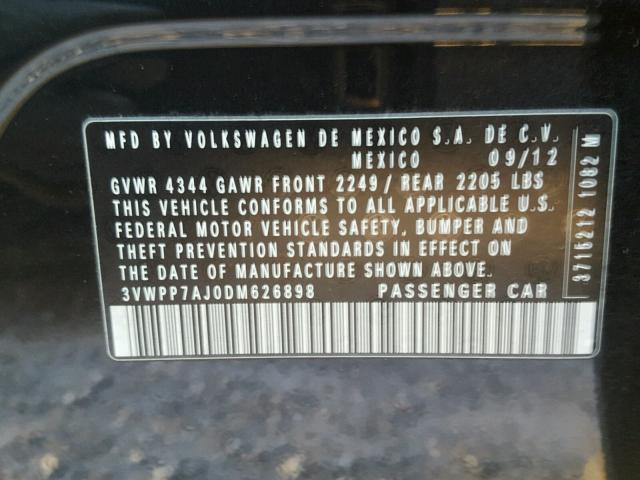 MFD BY VOLKSWAGEN DE MEXICO S.A. DE C.V.
MEXICO 09/12
GVWR 4344 GAWR FRONT 2249/ REAR 2205 LBS
THIS VEHICLE CONFORMS TO ALL APPLICABLE U.S.
FEDERAL MOTOR VEHICLE SAFETY, BUMPER AND
THEFT PREVENTION STANDARDS IN EFFECT ON
THE DATE OF MANUFACTURE SHOWN ABOVE.
3VWPP7AJ0DM626898 PASSENGER CAR
3715212 1082 M